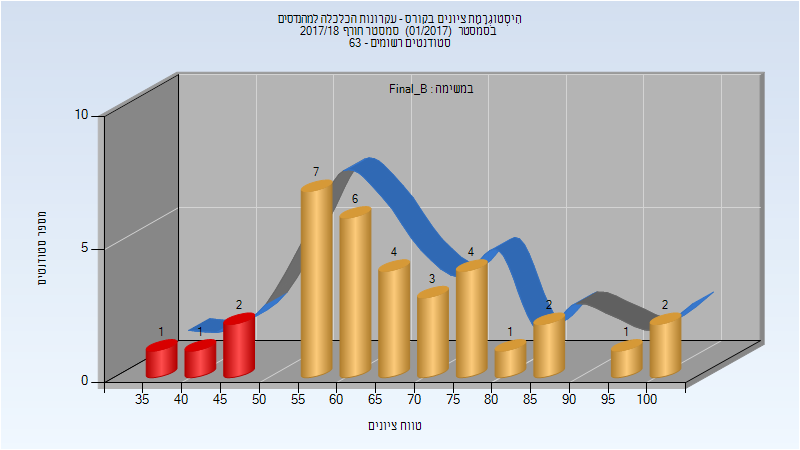 היסטוגרמת ציונים בקורס - עקרונות הכלכלה למהנדסים
בסמסטר (01/2017) סמסטר חורף 2017/18
סטודנטים רשומים - 63
במשימה : Final_B
מספר סטודנטים
10
5
0
1
1
2
7
6
4
3
4
1
2
1
2
35 40 45 50 55 60 65 70 75 80 85 90 95 100
טווח ציונים